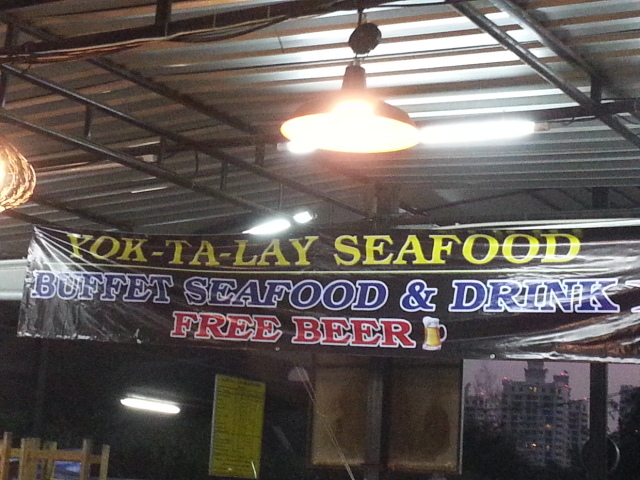 YOK-TA-LAY SEAFOOD
BUFFET SEAFOOD & DRINK
FREE BEER